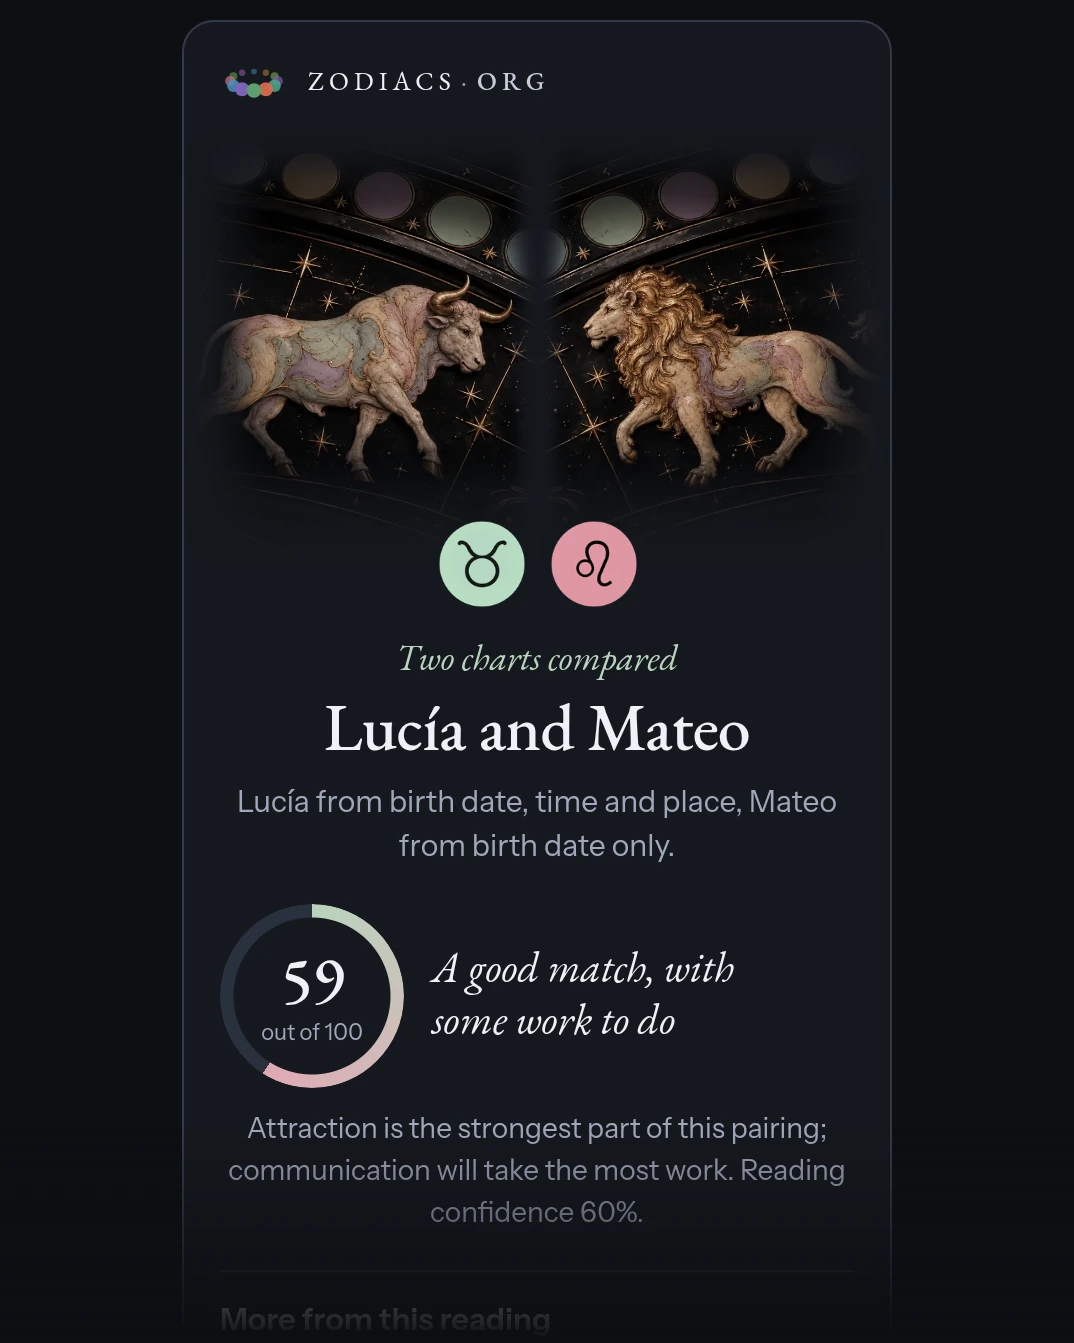 ZODIACS·ORG
♉ ♌
Two charts compared
Lucía and Mateo
Lucía from birth date, time and place, Mateo
from birth date only.
59
out of 100
A good match, with
some work to do
Attraction is the strongest part of this pairing;
communication will take the most work. Reading
confidence 60%.
More from this reading